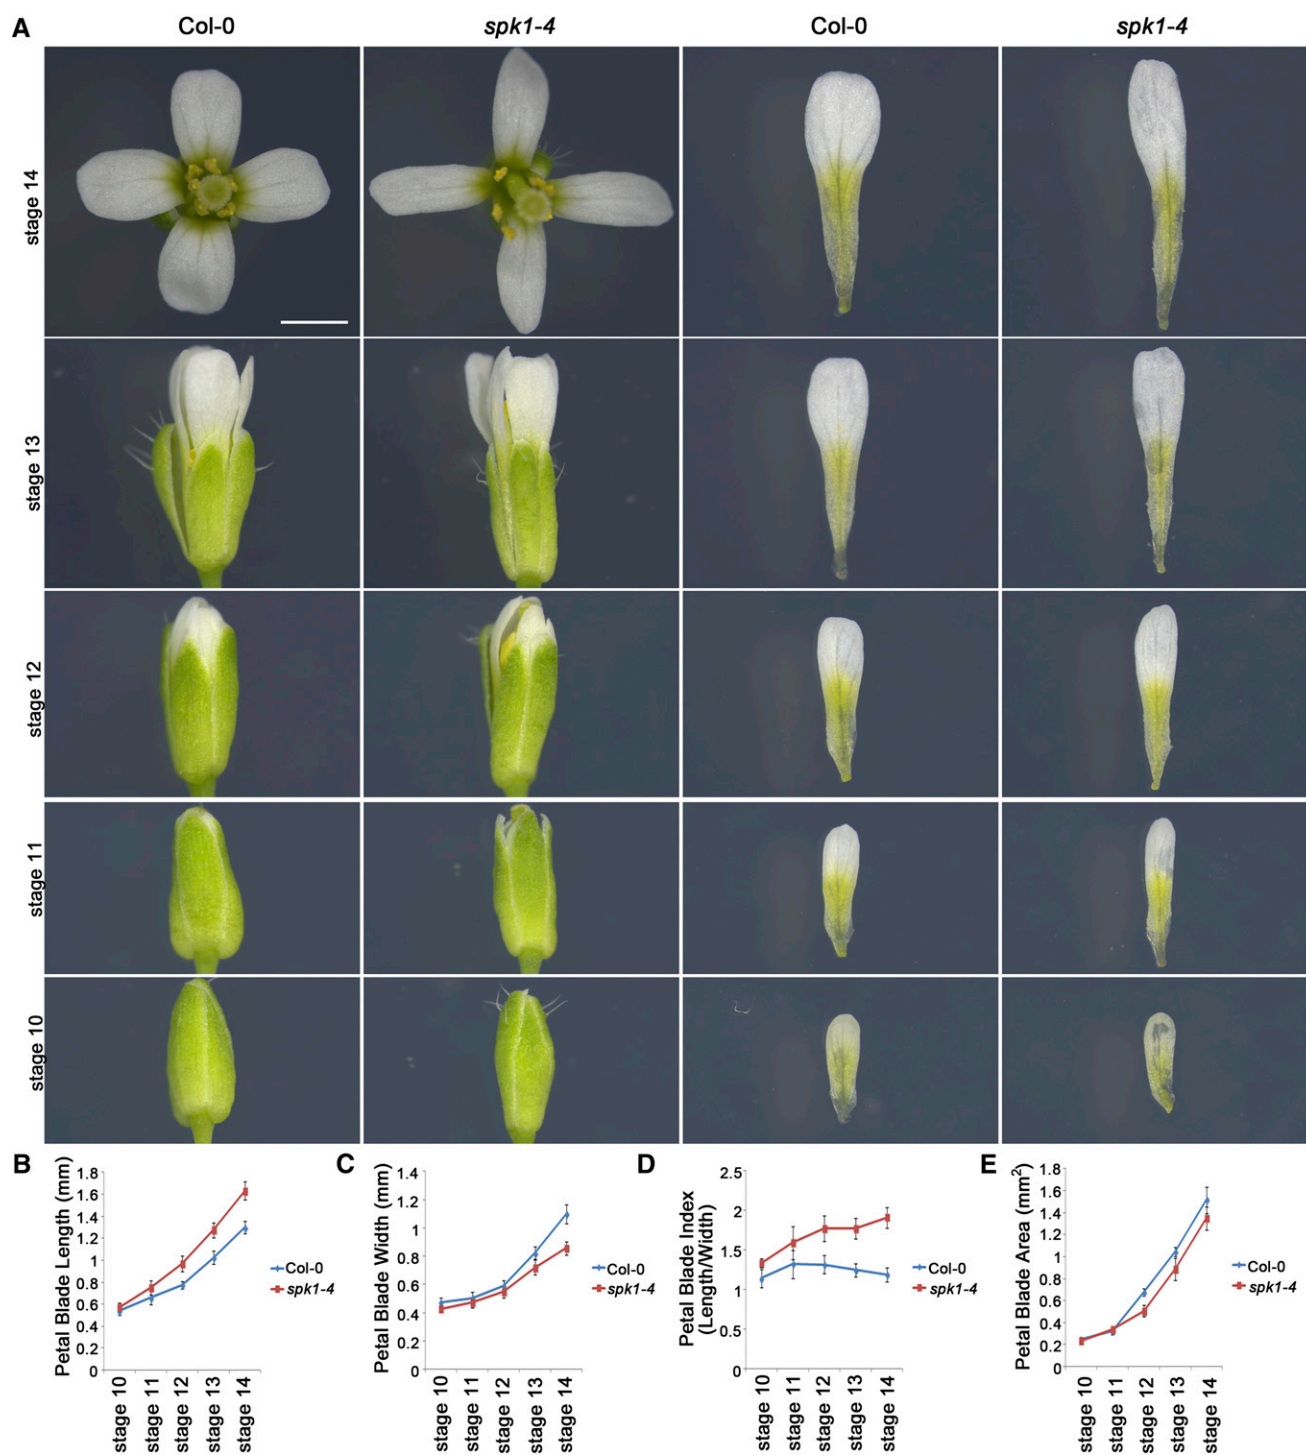 A
Col-0
spk1-4
Col-0
spk1-4
stage 14
stage 13
stage 12
stage 11
stage 10
B
Petal Blade Length (mm)
1.8
1.6
1.4
1.2
1
0.8
0.6
0.4
0.2
0
stage 10
stage 11
stage 12
stage 13
stage 14
Col-0
spk1-4
C
Petal Blade Width (mm)
1.4
1.2
1
0.8
0.6
0.4
0.2
0
stage 10
stage 11
stage 12
stage 13
stage 14
Col-0
spk1-4
D
Petal Blade Index
(Length/Width)
2.5
2
1.5
1
0.5
0
stage 10
stage 11
stage 12
stage 13
stage 14
Col-0
spk1-4
E
Petal Blade Area (mm²)
1.8
1.6
1.4
1.2
1
0.8
0.6
0.4
0.2
0
stage 10
stage 11
stage 12
stage 13
stage 14
Col-0
spk1-4